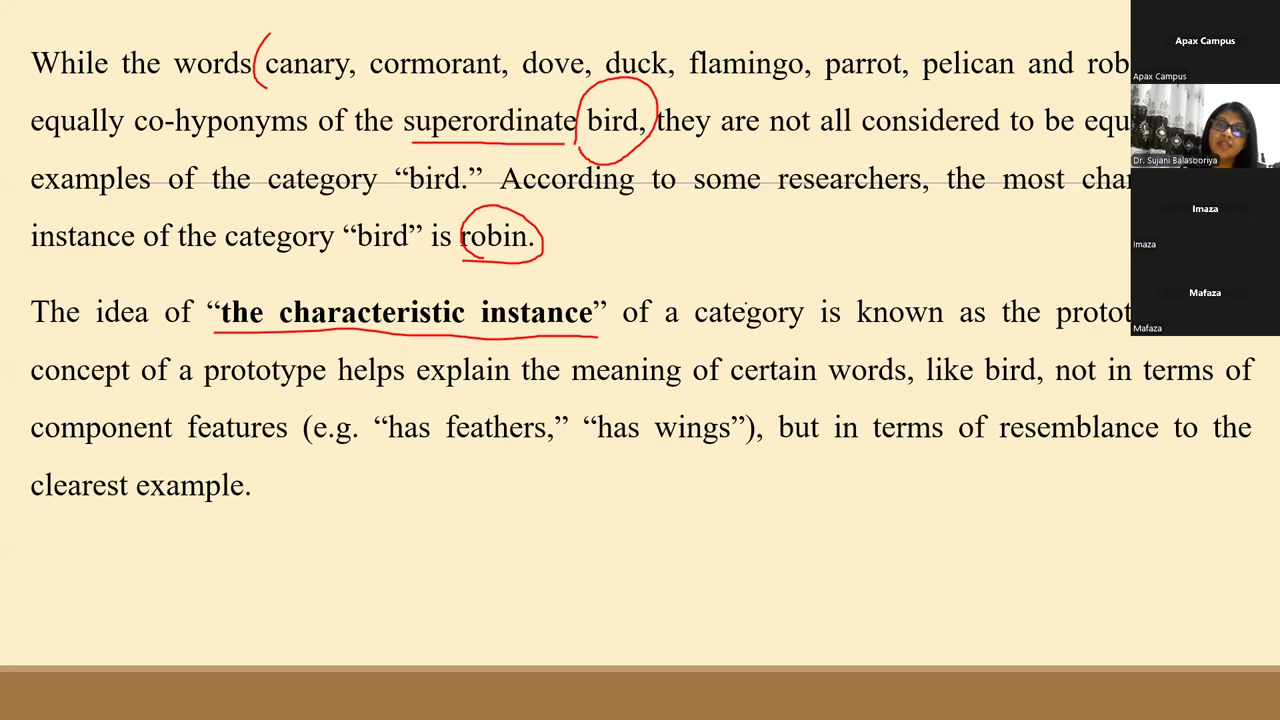 While the words canary, cormorant, dove, duck, flamingo, parrot, pelican and
equally co-hyponyms of the superordinate bird, they are not all considered to be
examples of the category “bird.” According to some researchers, the most
instance of the category “bird” is robin.
The idea of “the characteristic instance” of a category is known as the
concept of a prototype helps explain the meaning of certain words, like bird, not in terms of
component features (e.g. “has feathers,” “has wings”), but in terms of resemblance to the
clearest example.
Apax Campus
Apax Campus
Dr. Sujani Balasooriya
Imaza
Imaza
Mafaza
Mafaza